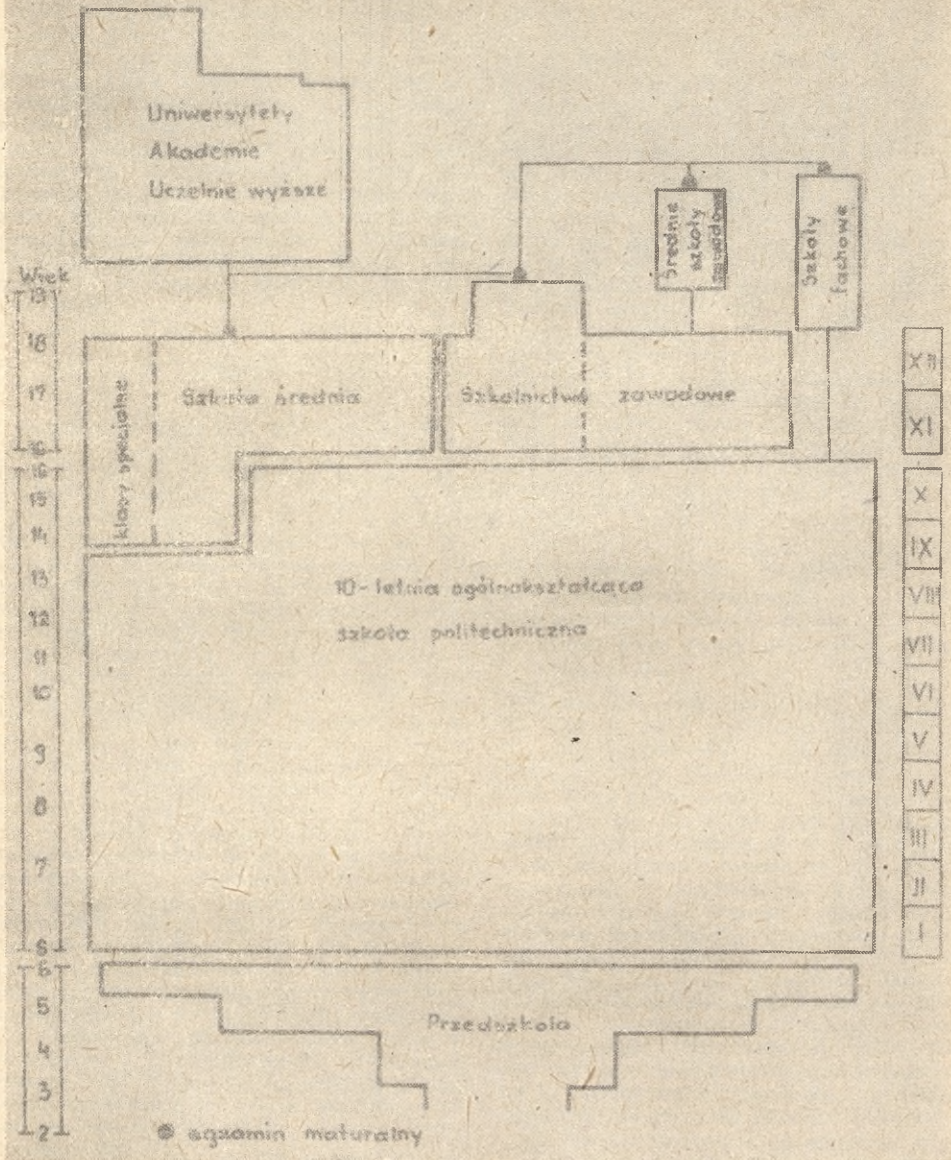 Uniwersytety
Akademie
Uczelnie wyższe
Średnie
szkoły
zawodowe
Szkoły
fachowe
Wiek
19
18
17
16
klasy specjalne
Szkoła średnia
Szkolnictwo zawodowe
XII
XI
16
15
14
13
12
11
10
9
8
7
6
10-letnia ogólnokształcąca
szkoła politechniczna
X
IX
VIII
VII
VI
V
IV
III
II
I
6
5
4
3
2
Przedszkola
egzamin maturalny